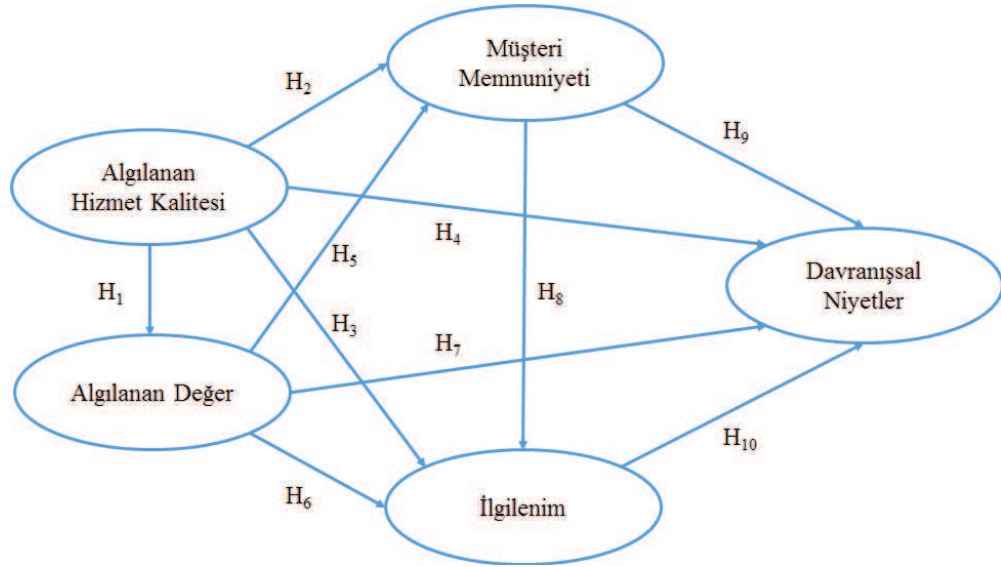 Müşteri
Memnuniyeti
H2
H9
Algılanan
Hizmet Kalitesi
H4
H5
Davranışsal
Niyetler
H1
H8
H3
H7
Algılanan Değer
H10
H6
İlgilenim